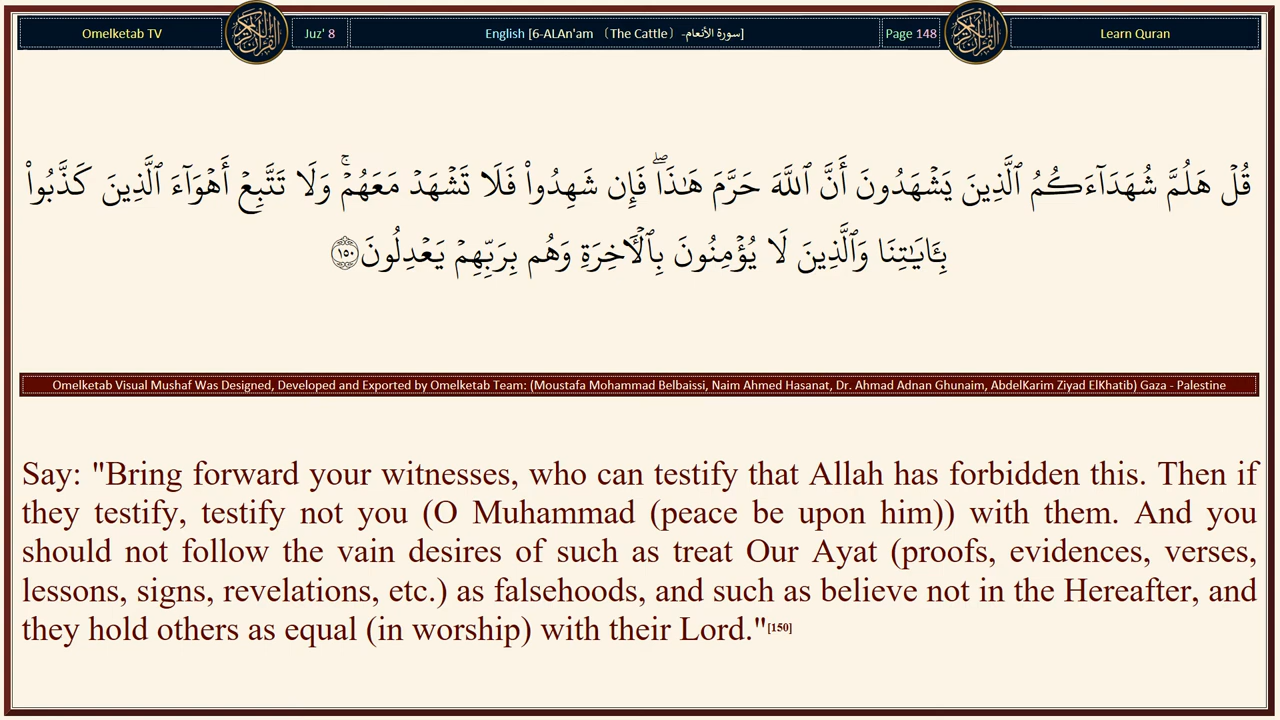 Omelketab TV
Juz' 8
English [6-ALAn'am （The Cattle）-سورة الأنعام]
Page 148
Learn Quran
قُلۡ هَلُمَّ شُهَدَآءَكُمُ ٱلَّذِينَ يَشۡهَدُونَ أَنَّ ٱللَّهَ حَرَّمَ هَٰذَاۖ فَإِن شَهِدُواْ فَلَا تَشۡهَدۡ مَعَهُمۡۚ وَلَا تَتَّبِعۡ أَهۡوَآءَ ٱلَّذِينَ كَذَّبُواْ
بِـَٔايَٰتِنَا وَٱلَّذِينَ لَا يُؤۡمِنُونَ بِٱلۡأٓخِرَةِ وَهُم بِرَبِّهِمۡ يَعۡدِلُونَ ١٥٠
Omelketab Visual Mushaf Was Designed, Developed and Exported by Omelketab Team: (Moustafa Mohammad Belbaissi, Naim Ahmed Hasanat, Dr. Ahmad Adnan Ghunaim, AbdelKarim Ziyad ElKhatib) Gaza - Palestine
Say: "Bring forward your witnesses, who can testify that Allah has forbidden this. Then if
they testify, testify not you (O Muhammad (peace be upon him)) with them. And you
should not follow the vain desires of such as treat Our Ayat (proofs, evidences, verses,
lessons, signs, revelations, etc.) as falsehoods, and such as believe not in the Hereafter, and
they hold others as equal (in worship) with their Lord."[150]